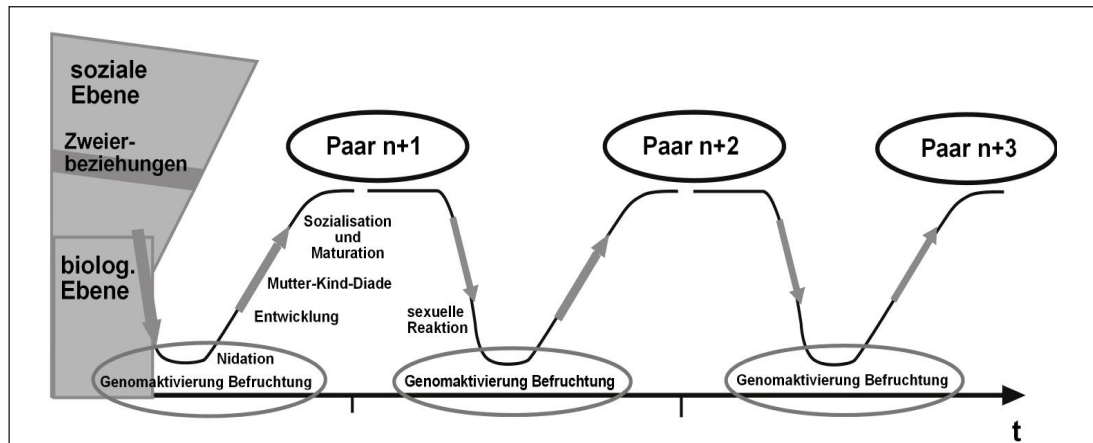 soziale
Ebene
Zweier-
beziehungen
biolog.
Ebene
Paar n+1
Paar n+2
Paar n+3
Sozialisation
und
Maturation
Mutter-Kind-Diade
Entwicklung
Nidation
sexuelle
Reaktion
Genomaktivierung Befruchtung
Genomaktivierung Befruchtung
Genomaktivierung Befruchtung
t